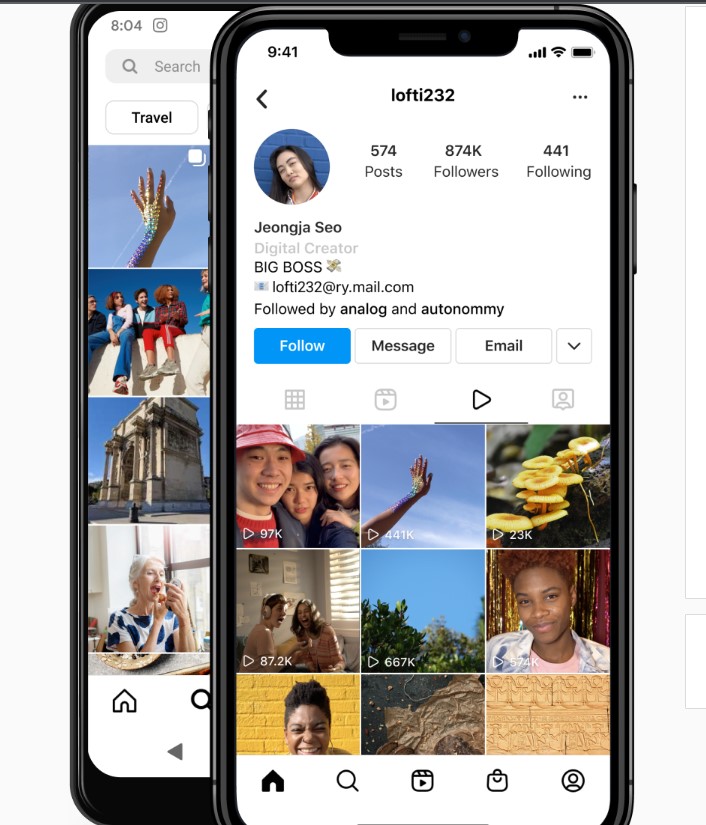 8:04
Search
Travel
9:41
lofti232
574 874K 441
Posts Followers Following
Jeongja Seo
Digital Creator
BIG BOSS 💸
📧 lofti232@ry.mail.com
Followed by analog and autonommy
Follow Message Email
97K 441K 23K
87.2K 667K 574K